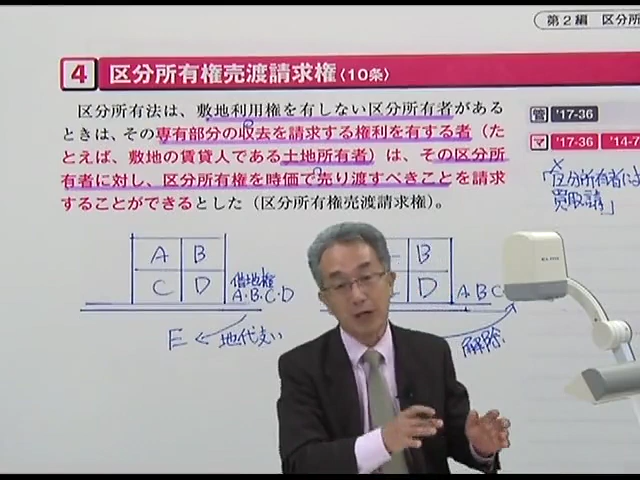 第2編 区分所
4 区分所有権売渡請求権〈10条〉
区分所有法は、敷地利用権を有しない区分所有者がある
ときは、その専有部分の収去を請求する権利を有する者（た
とえば、敷地の賃貸人である土地所有者）は、その区分所
有者に対し、区分所有権を時価で売り渡すべきことを請求
することができるとした（区分所有権売渡請求権）。
管 '17-36
マ '17-36 '14-7
「区分所有者によ
買取請」
A B
C D
借地権
A・B・C・D
E ← 地代支い
B
D
A B C
解除